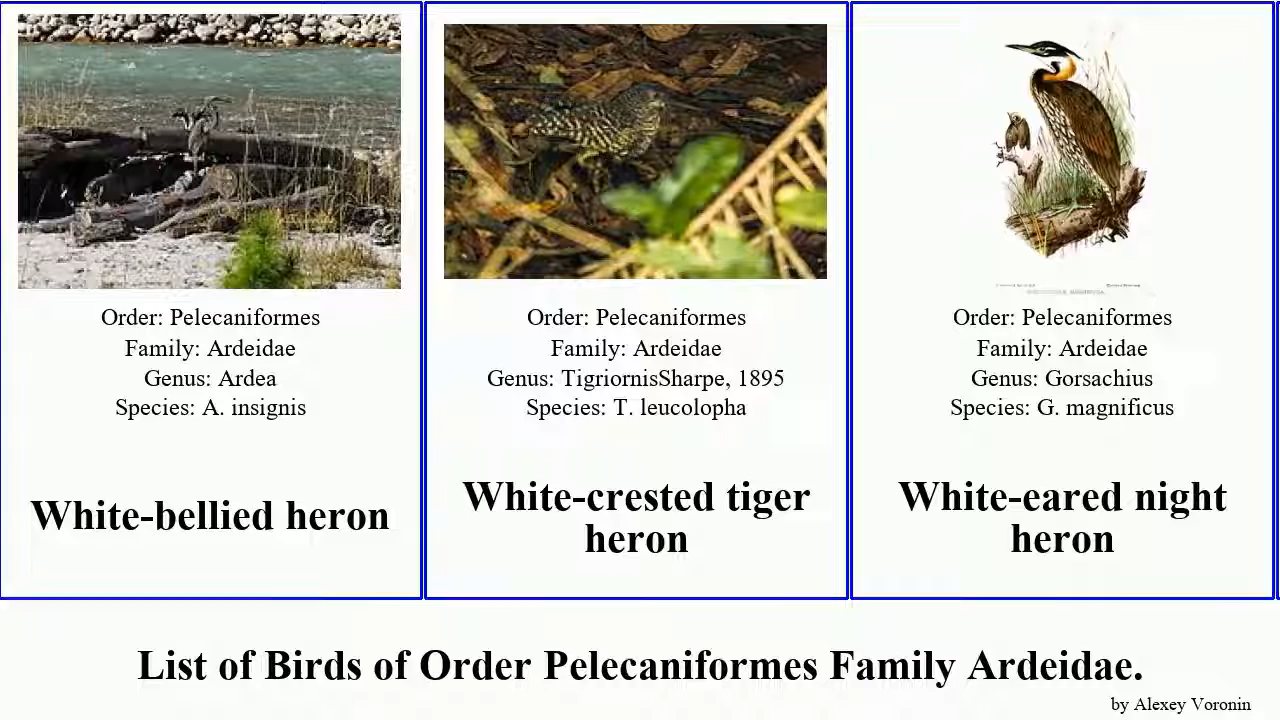 Order: Pelecaniformes
Family: Ardeidae
Genus: Ardea
Species: A. insignis
White-bellied heron
Order: Pelecaniformes
Family: Ardeidae
Genus: TigriornisSharpe, 1895
Species: T. leucolopha
White-crested tiger
heron
Order: Pelecaniformes
Family: Ardeidae
Genus: Gorsachius
Species: G. magnificus
White-eared night
heron
List of Birds of Order Pelecaniformes Family Ardeidae.
by Alexey Voronin